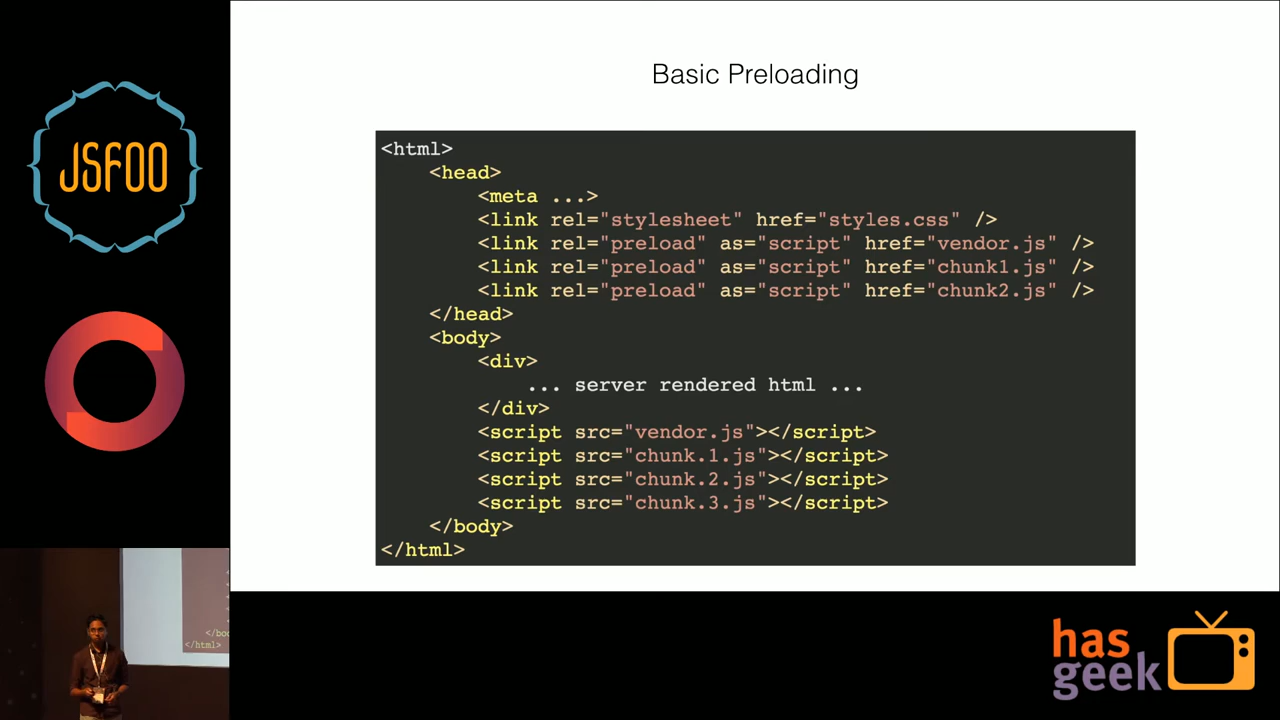 JSFOO
Basic Preloading
<html>
<head>
<meta ...>
<link rel="stylesheet" href="styles.css" />
<link rel="preload" as="script" href="vendor.js" />
<link rel="preload" as="script" href="chunk1.js" />
<link rel="preload" as="script" href="chunk2.js" />
</head>
<body>
<div>
... server rendered html ...
</div>
<script src="vendor.js"></script>
<script src="chunk.1.js"></script>
<script src="chunk.2.js"></script>
<script src="chunk.3.js"></script>
</body>
</html>
</bo
</html>
has
geek